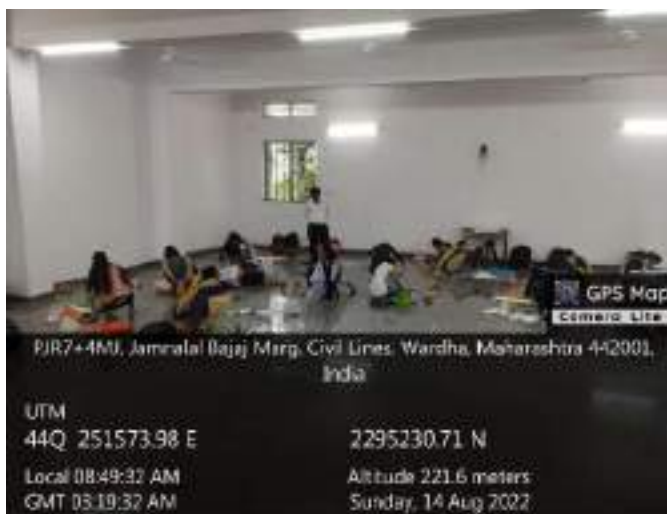 GPS Map
Camera Lite
PJR7+4MJ, Jamnalal Bajaj Marg, Civil Lines, Wardha, Maharashtra 442001,
India
UTM
44Q 251573.98 E
2295230.71 N
Local 08:49:32 AM
Altitude 221.6 meters
GMT 03:19:32 AM
Sunday, 14 Aug 2022